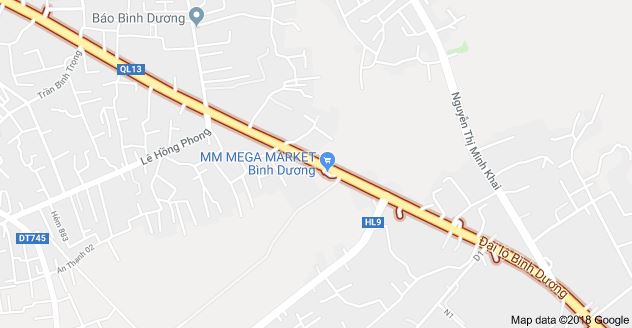 Báo Bình Dương
QL13
Trần Bình Trọng
Nguyễn Thị Minh Khai
Lê Hồng Phong
MM MEGA MARKET
Bình Dương
Hẻm 883
HL9
DT745
An Thạnh 02
Đại lộ Bình Dương
N1
Map data ©2018 Google